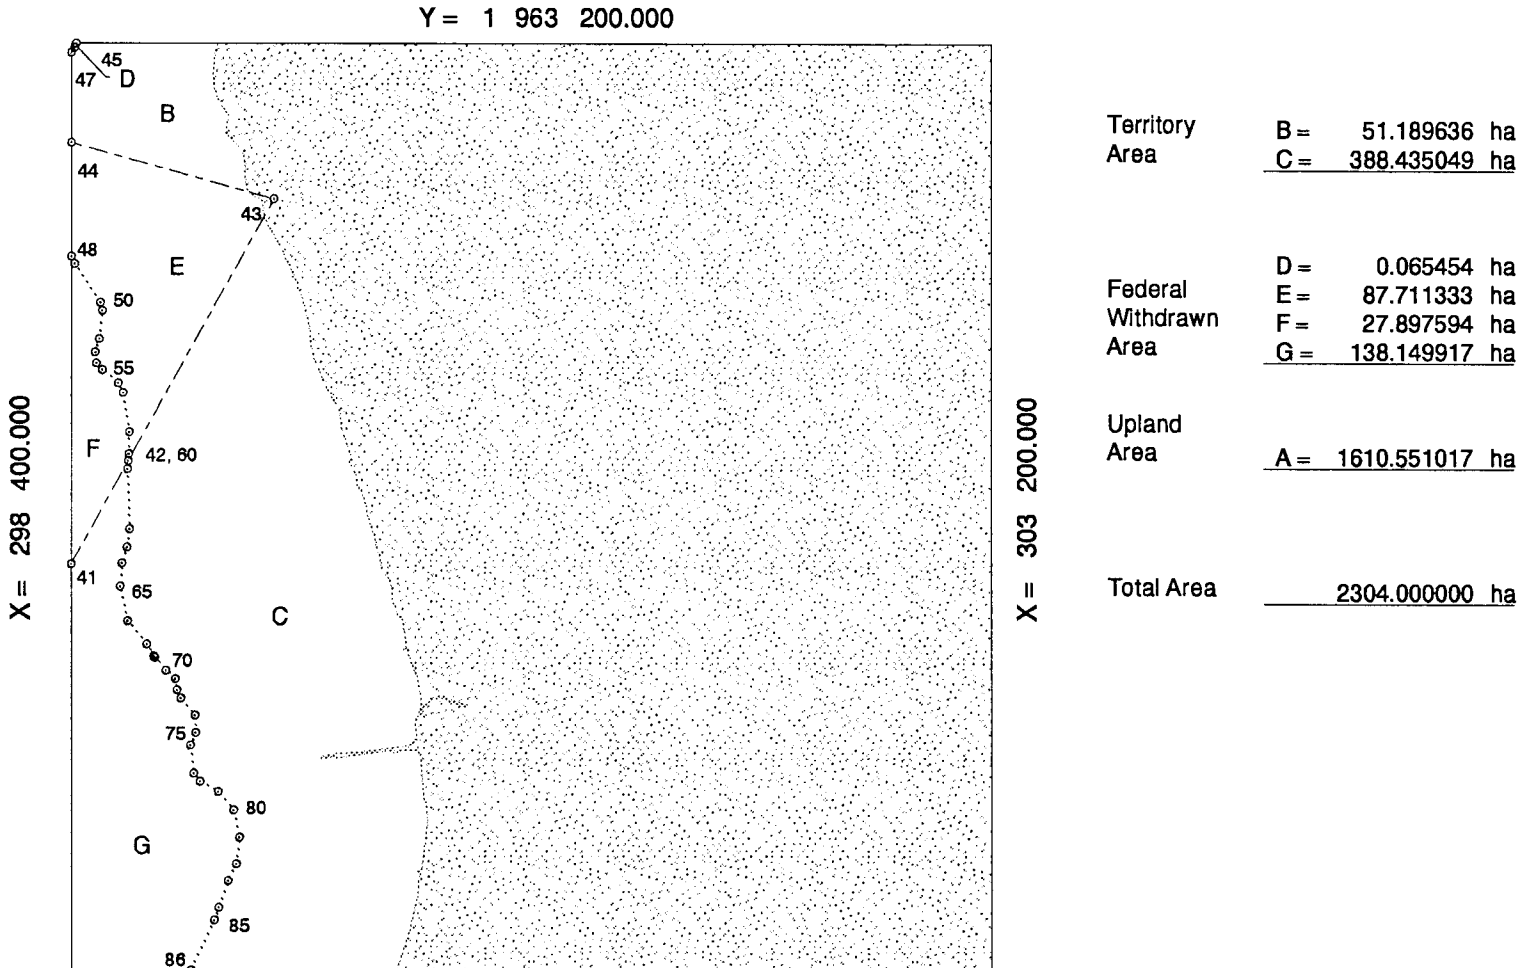 Y = 1 963 200.000
45
47
D
B
44
43
48
E
50
55
F
42, 60
X = 298 400.000
41
65
C
70
75
80
G
85
86
X = 303 200.000
Territory
Area
B = 51.189636 ha
C = 388.435049 ha
Federal
Withdrawn
Area
D = 0.065454 ha
E = 87.711333 ha
F = 27.897594 ha
G = 138.149917 ha
Upland
Area
A = 1610.551017 ha
Total Area 2304.000000 ha